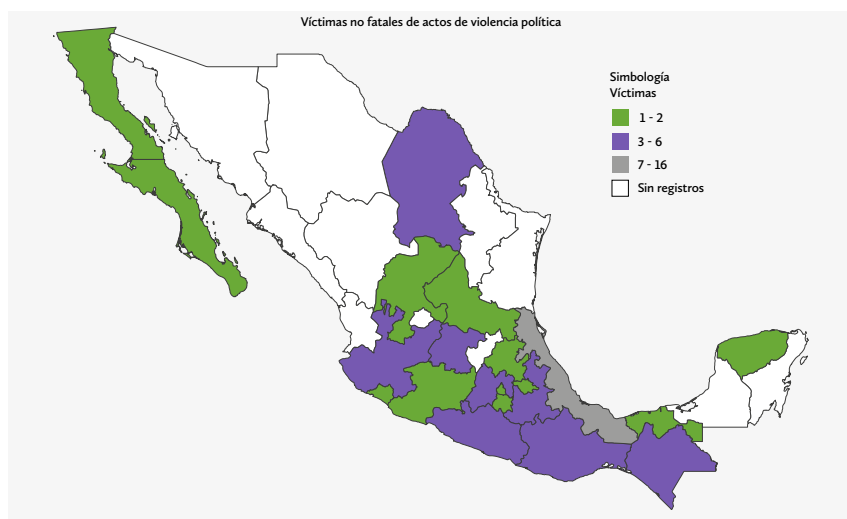 Víctimas no fatales de actos de violencia política
Simbología
Víctimas
1 - 2
3 - 6
7 - 16
Sin registros